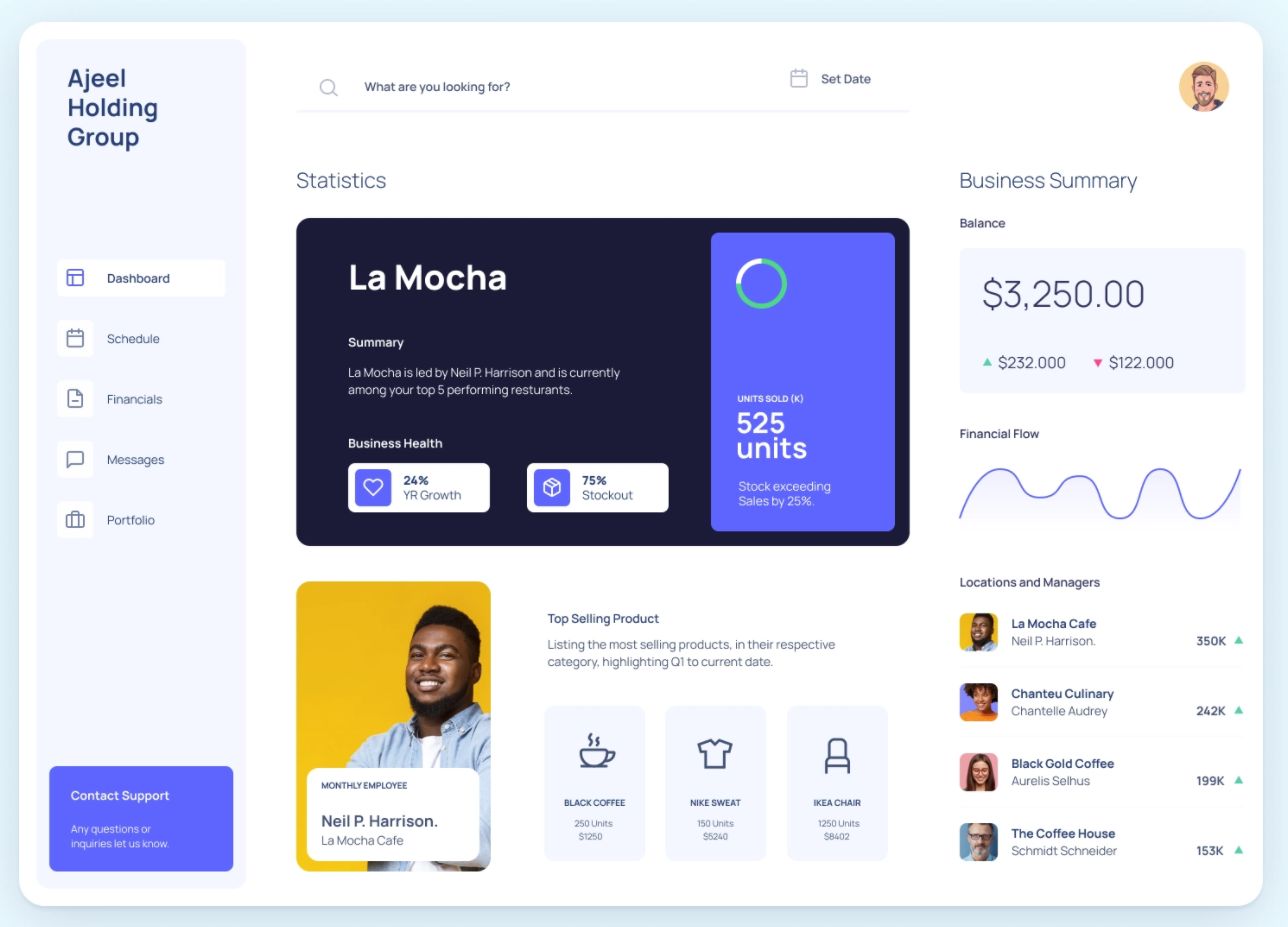 Ajeel
Holding
Group
Dashboard
Schedule
Financials
Messages
Portfolio
Contact Support
Any questions or
inquiries let us know.
What are you looking for?
Set Date
Statistics
La Mocha
Summary
La Mocha is led by Neil P. Harrison and is currently
among your top 5 performing resturants.
Business Health
24%
YR Growth
75%
Stockout
UNITS SOLD (K)
525
units
Stock exceeding
Sales by 25%.
MONTHLY EMPLOYEE
Neil P. Harrison.
La Mocha Cafe
Top Selling Product
Listing the most selling products, in their respective
category, highlighting Q1 to current date.
BLACK COFFEE
250 Units
$1250
NIKE SWEAT
150 Units
$5240
IKEA CHAIR
1250 Units
$8402
Business Summary
Balance
$3,250.00
$232.000
$122.000
Financial Flow
Locations and Managers
La Mocha Cafe
Neil P. Harrison.
350K
Chanteu Culinary
Chantelle Audrey
242K
Black Gold Coffee
Aurelis Selhus
199K
The Coffee House
Schmidt Schneider
153K